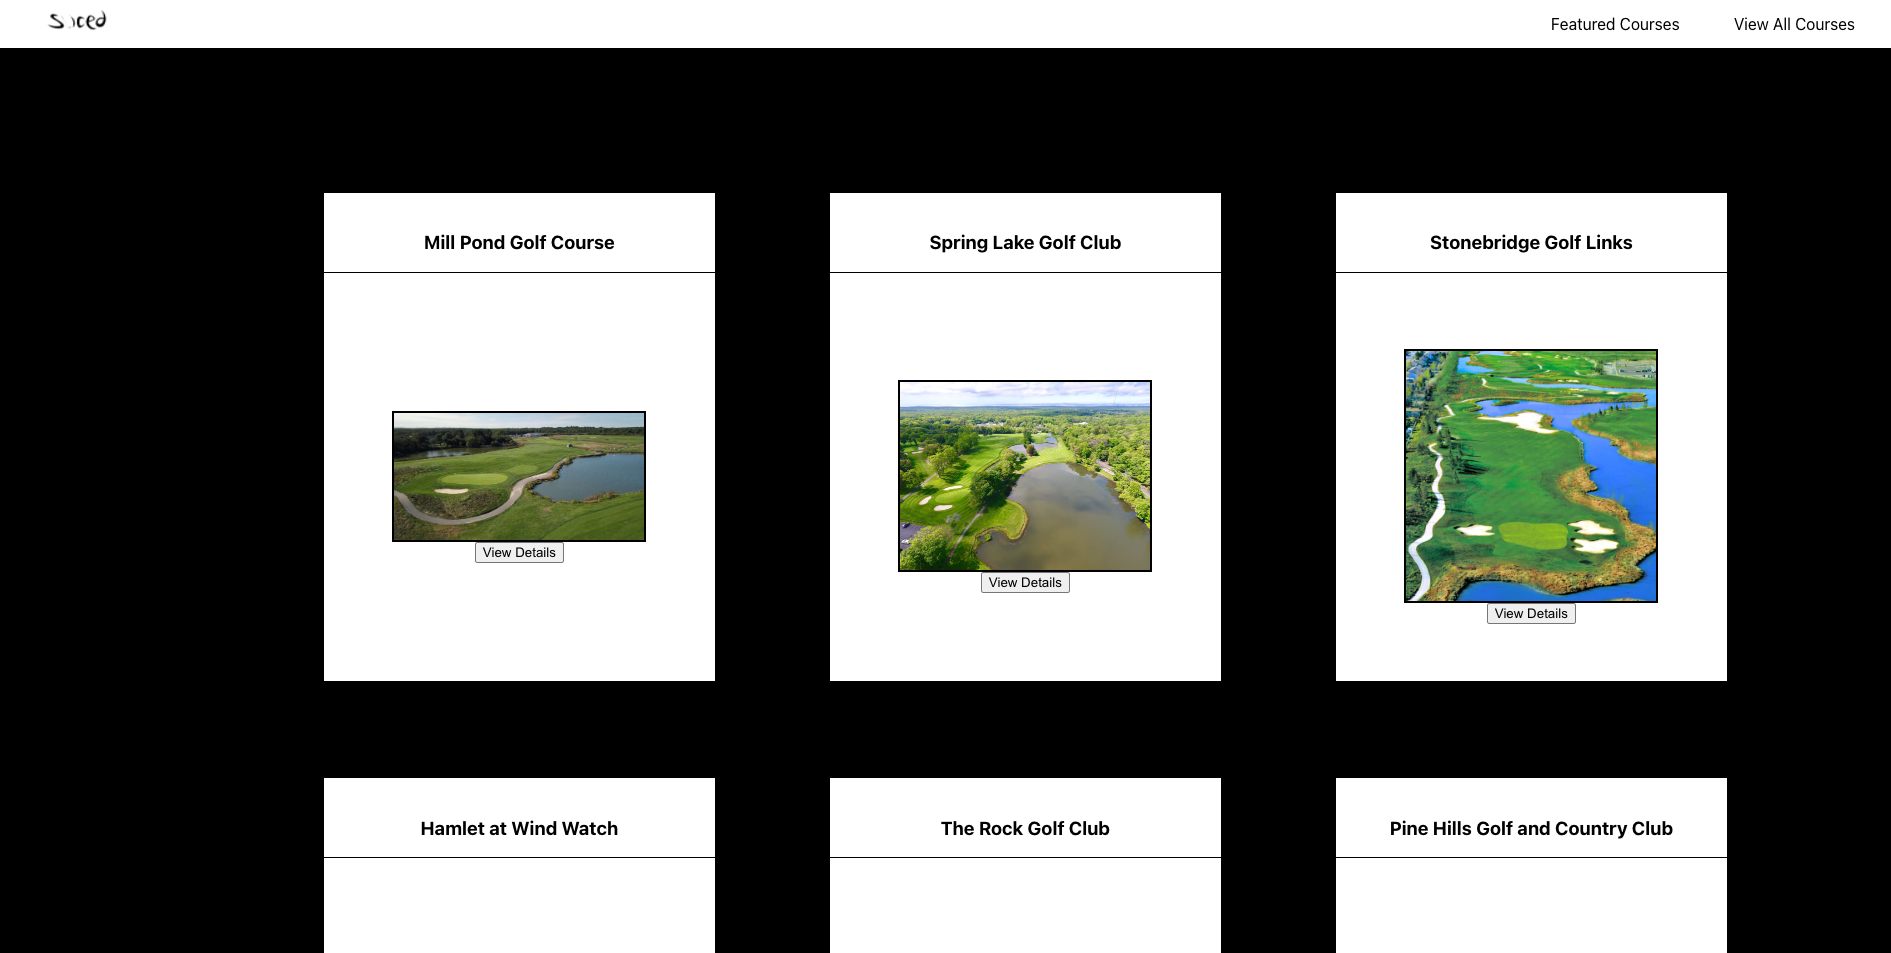 Featured Courses View All Courses
Mill Pond Golf Course
Spring Lake Golf Club
Stonebridge Golf Links
View Details
View Details
View Details
Hamlet at Wind Watch
The Rock Golf Club
Pine Hills Golf and Country Club